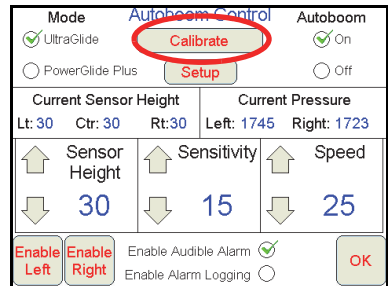 Mode Autoboom Control Autoboom
UltraGlide Calibrate On
PowerGlide Plus Setup Off
Current Sensor Height Current Pressure
Lt: 30 Ctr: 30 Rt:30 Left: 1745 Right: 1723
Sensor Height Sensitivity Speed
30 15 25
Enable Left Enable Right Enable Audible Alarm OK
Enable Alarm Logging